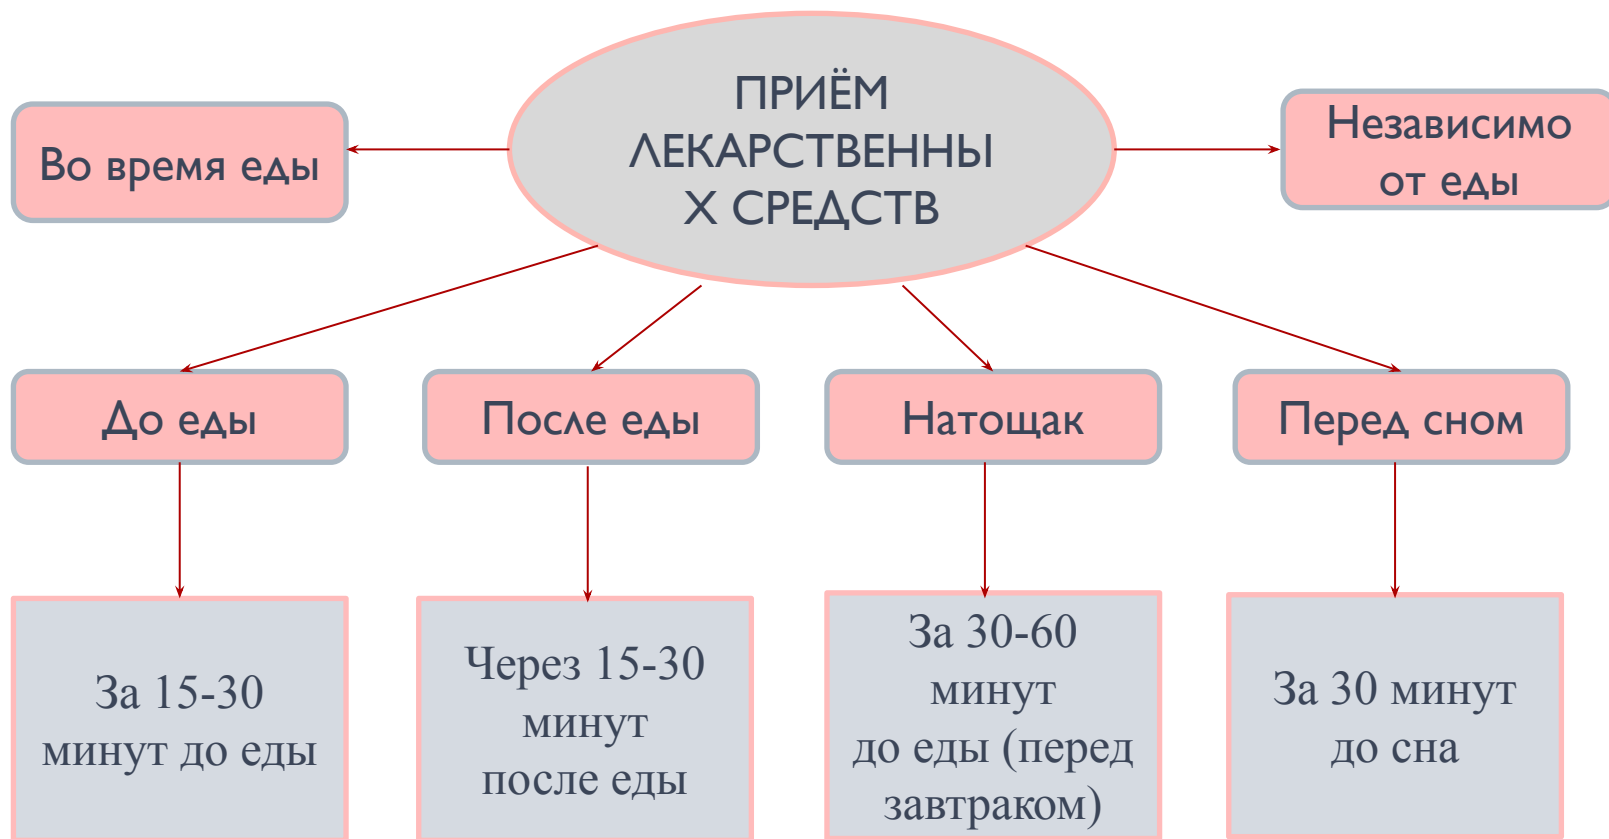 ПРИЁМ
ЛЕКАРСТВЕННЫ
Х СРЕДСТВ
Во время еды
Независимо
от еды
До еды
После еды
Натощак
Перед сном
За 15-30
минут до еды
Через 15-30
минут
после еды
За 30-60
минут
до еды (перед
завтраком)
За 30 минут
до сна